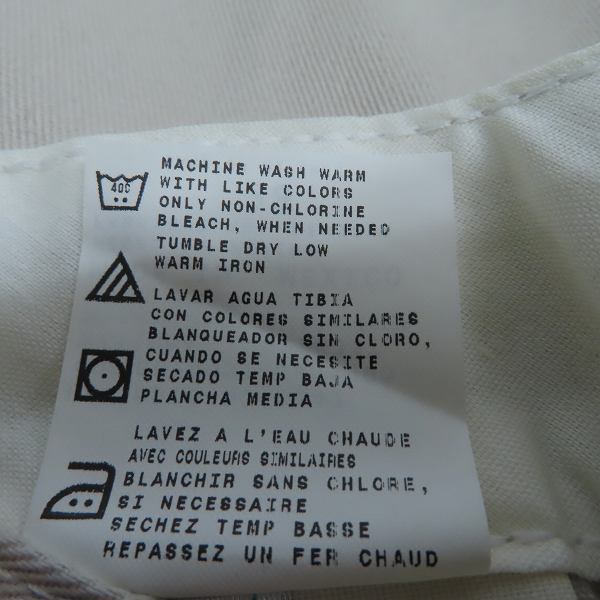 40C
MACHINE WASH WARM
WITH LIKE COLORS
ONLY NON-CHLORINE
BLEACH, WHEN NEEDED
TUMBLE DRY LOW
WARM IRON
LAVAR AGUA TIBIA
CON COLORES SIMILARES
BLANQUEADOR SIN CLORO,
CUANDO SE NECESITE
SECADO TEMP BAJA
PLANCHA MEDIA
LAVEZ A L'EAU CHAUDE
AVEC COULEURS SIMILAIRES
BLANCHIR SANS CHLORE,
SI NECESSAIRE
SECHEZ TEMP BASSE
REPASSEZ UN FER CHAUD